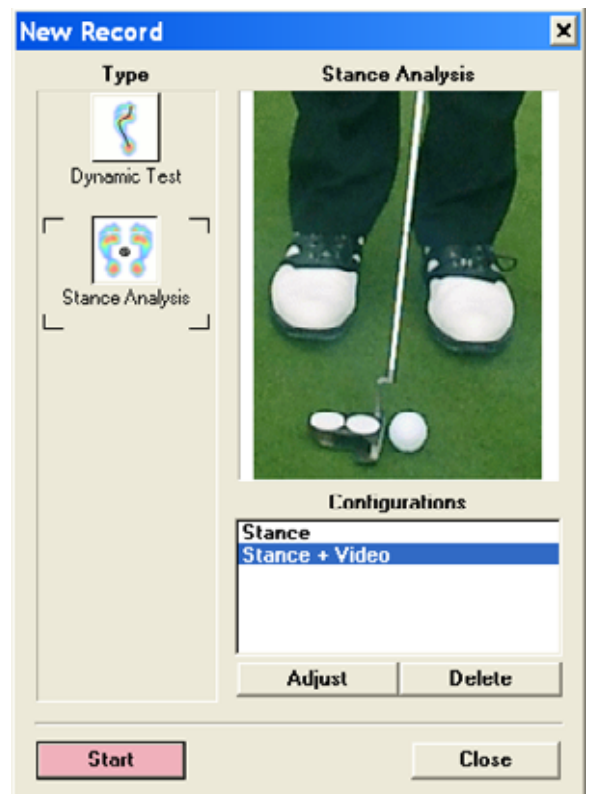 New Record
Type
Dynamic Test
Stance Analysis
Stance Analysis
Configurations
Stance
Stance + Video
Adjust
Delete
Start
Close